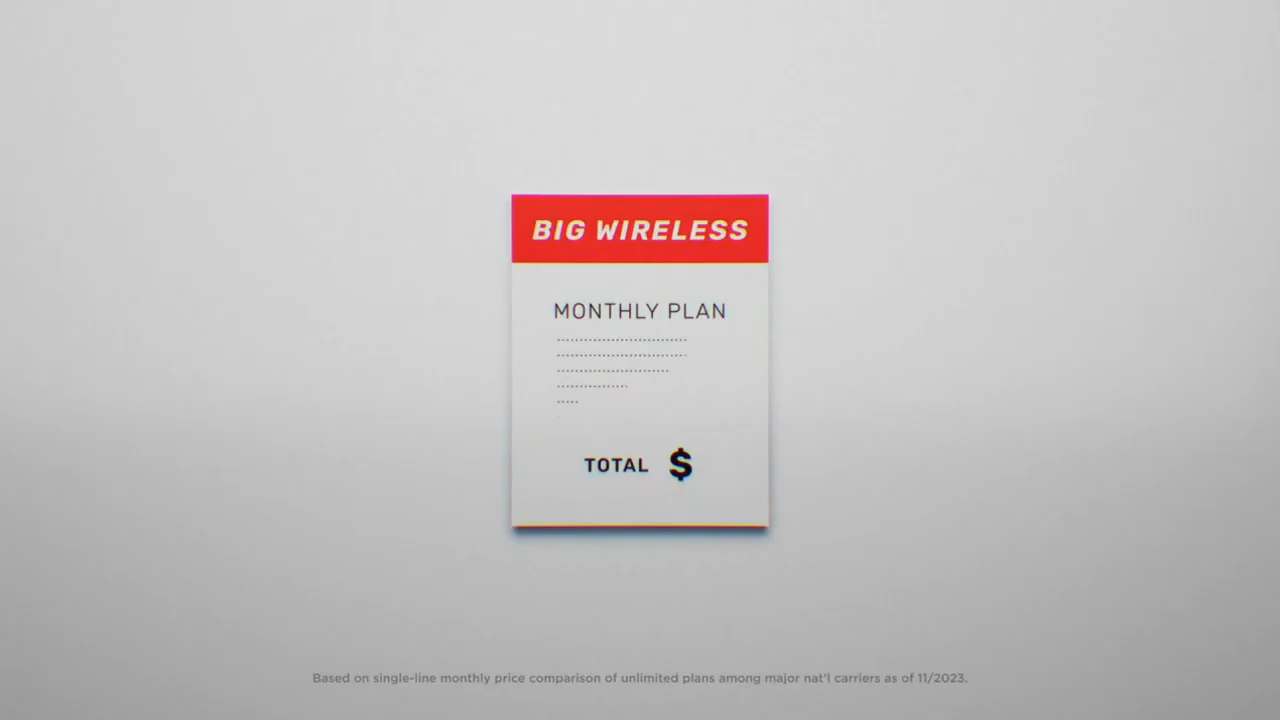 BIG WIRELESS
MONTHLY PLAN
TOTAL $
Based on single-line monthly price comparison of unlimited plans among major nat'l carriers as of 11/2023.